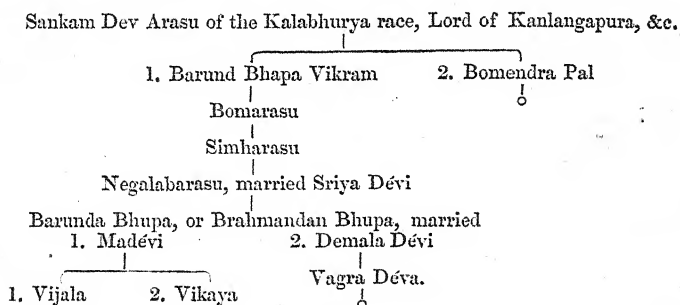 Sankam Dev Arasu of the Kalabhurya race, Lord of Kanlangapura, &c.
1. Barund Bhapa Vikram 2. Bomendra Pal
Bomarasu
Simharasu
Negalabarasu, married Sriya Dévi
Barunda Bhupa, or Brahmandan Bhupa, married
1. Madévi 2. Demala Dévi
Vagra Déva.
1. Vijala 2. Vikaya